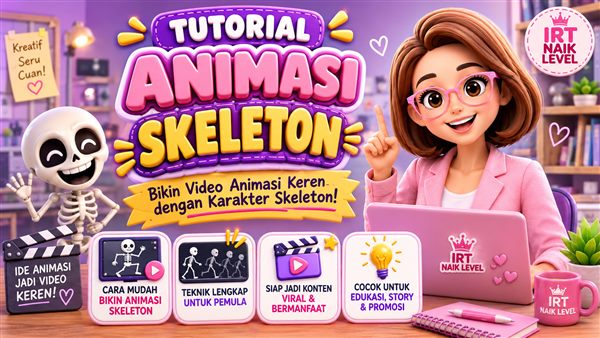 Kreatif
Seru
Cuan!
TUTORIAL
ANIMASI
SKELETON
Bikin Video Animasi Keren
dengan Karakter Skeleton!
IRT
NAIK
LEVEL
IDE ANIMASI
JADI VIDEO
KEREN!
CARA MUDAH
BIKIN ANIMASI
SKELETON
TEKNIK LENGKAP
UNTUK PEMULA
SIAP JADI KONTEN
VIRAL &
BERMANFAAT
COCOK UNTUK
EDUKASI, STORY
& PROMOSI
IRT
NAIK LEVEL
IRT
NAIK LEVEL